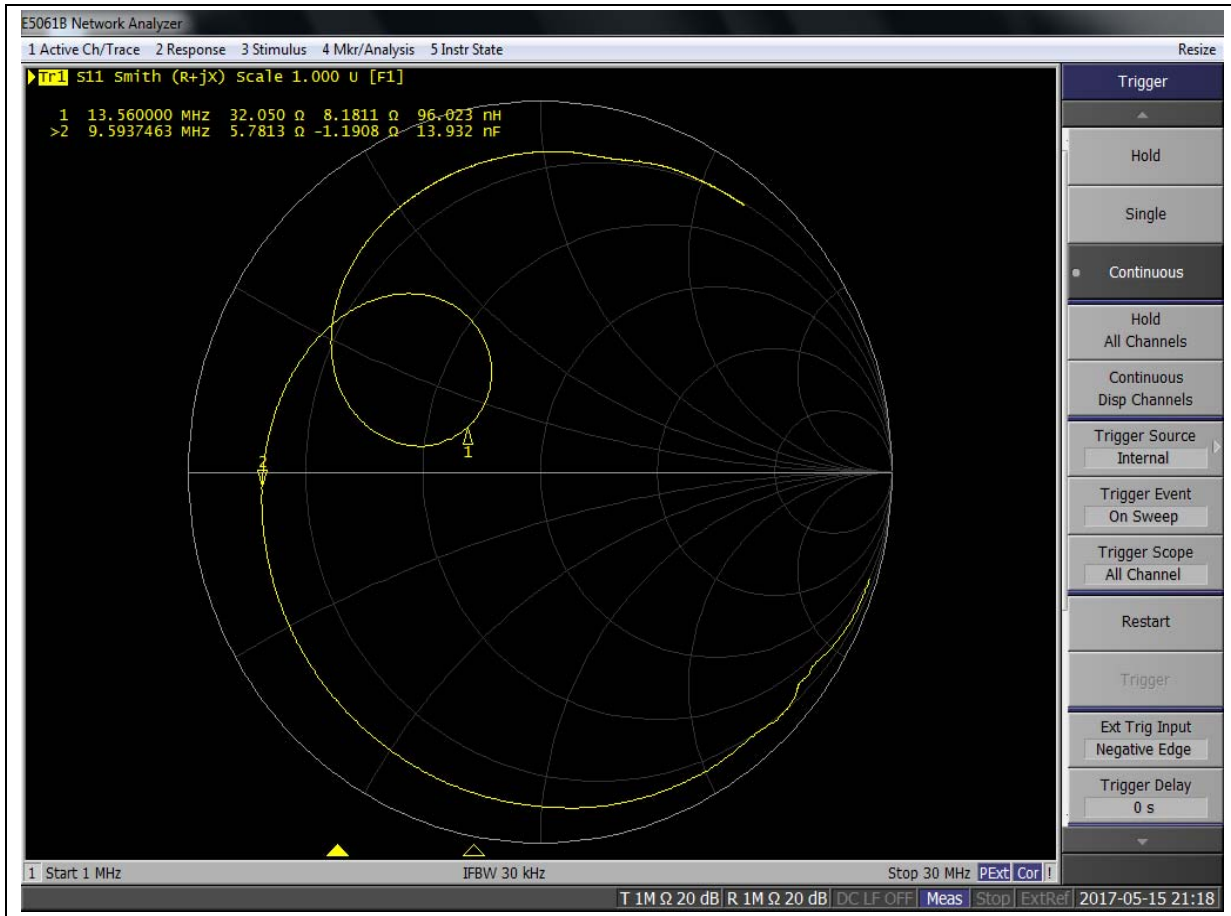 E5061B Network Analyzer
1 Active Ch/Trace 2 Response 3 Stimulus 4 Mkr/Analysis 5 Instr State Resize
Tr1 S11 Smith (R+jX) Scale 1.000 U [F1]
1 13.560000 MHz 32.050 Ω 8.1811 Ω 96.023 nH
>2 9.5937463 MHz 5.7813 Ω -1.1908 Ω 13.932 nF
2
1
Trigger
Hold
Single
Continuous
Hold
All Channels
Continuous
Disp Channels
Trigger Source
Internal
Trigger Event
On Sweep
Trigger Scope
All Channel
Restart
Trigger
Ext Trig Input
Negative Edge
Trigger Delay
0 s
1 Start 1 MHz IFBW 30 kHz Stop 30 MHz PExt Cor !
T 1M Ω 20 dB R 1M Ω 20 dB DC LF OFF Meas Stop ExtRef 2017-05-15 21:18